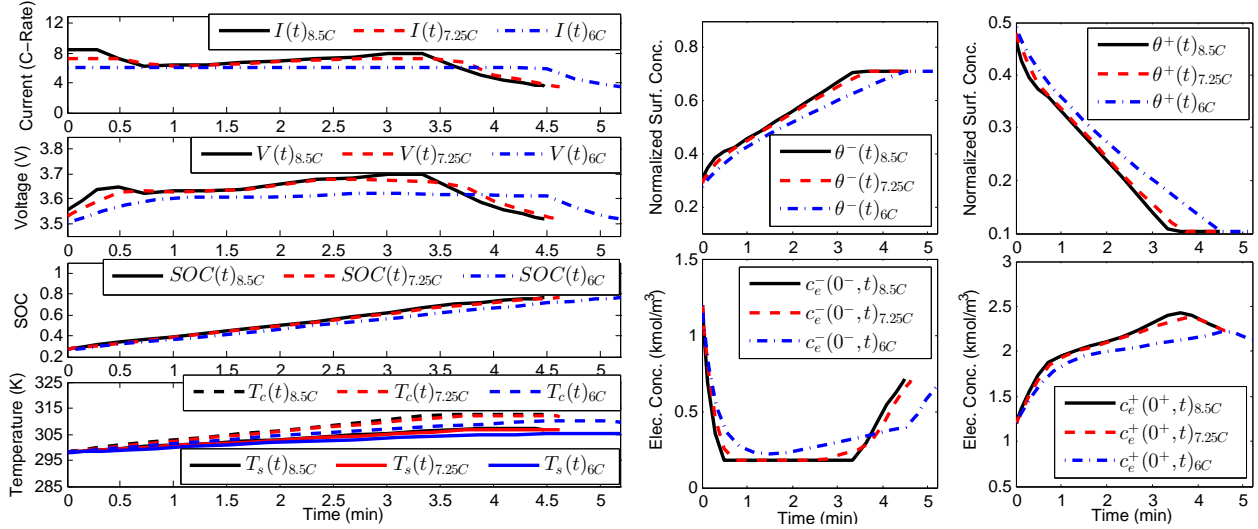 Current (C−Rate)
12
8
4
0
I(t)8.5C I(t)7.25C I(t)6C
0 0.5 1 1.5 2 2.5 3 3.5 4 4.5 5
Voltage (V)
3.8
3.7
3.6
3.5
V(t)8.5C V(t)7.25C V(t)6C
0 0.5 1 1.5 2 2.5 3 3.5 4 4.5 5
SOC
1
0.8
0.6
0.4
0.2
SOC(t)8.5C SOC(t)7.25C SOC(t)6C
0 0.5 1 1.5 2 2.5 3 3.5 4 4.5 5
Temperature (K)
325
315
305
298
285
Tc(t)8.5C Tc(t)7.25C Tc(t)6C
Ts(t)8.5C Ts(t)7.25C Ts(t)6C
0 0.5 1 1.5 2 2.5 3 3.5 4 4.5 5
Time (min)
Normalized Surf. Conc.
0.8
0.6
0.4
0.2
θ−(t)8.5C
θ−(t)7.25C
θ−(t)6C
0 1 2 3 4 5
Elec. Conc. (kmol/m³)
1.5
1
0.5
0
ce−(0−, t)8.5C
ce−(0−, t)7.25C
ce−(0−, t)6C
0 1 2 3 4 5
Time (min)
Normalized Surf. Conc.
0.5
0.4
0.3
0.2
0.1
θ+(t)8.5C
θ+(t)7.25C
θ+(t)6C
0 1 2 3 4 5
Elec. Conc. (kmol/m³)
3
2.5
2
1.5
1
0.5
ce+(0+, t)8.5C
ce+(0+, t)7.25C
ce+(0+, t)6C
0 1 2 3 4 5
Time (min)